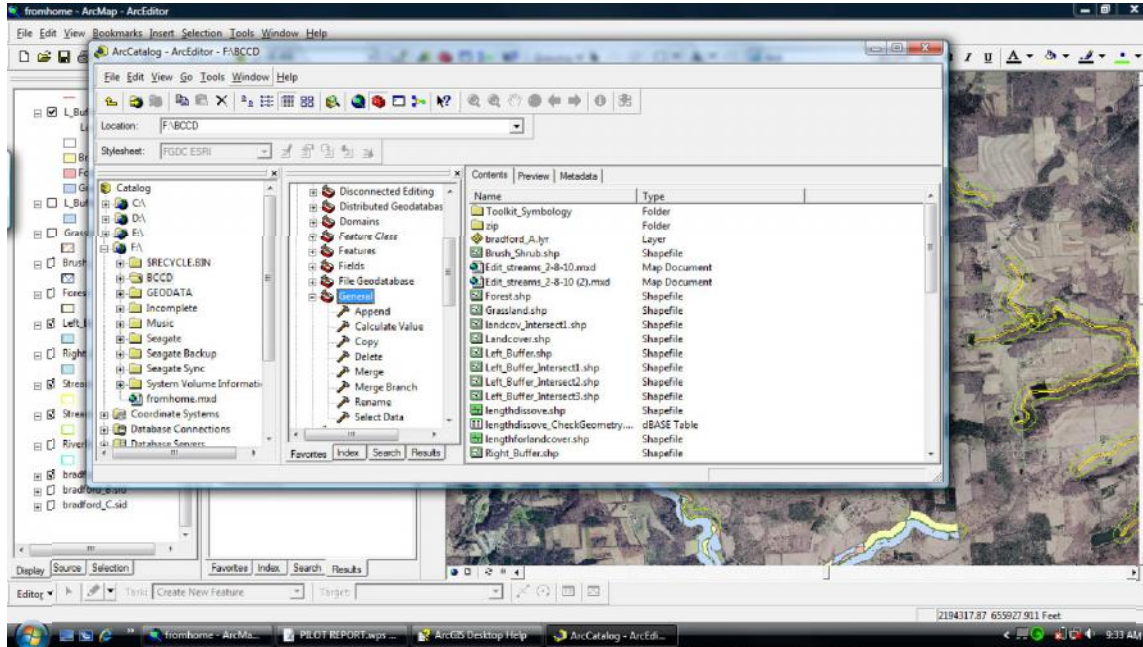 fromhome - ArcMap - ArcEditor
File Edit View Bookmarks Insert Selection Tools Window Help
ArcCatalog - ArcEditor - F:\BCCD
File Edit View Go Tools Window Help
Location: F:\BCCD
Stylesheet: FGDC ESRI
Catalog
C:\
D:\
E:\
F:\
$RECYCLE.BIN
BCCD
GEODATA
Incomplete
Music
Seagate
Seagate Backup
Seagate Sync
System Volume Informati
fromhome.mxd
Coordinate Systems
Database Connections
Database Servers
Disconnected Editing
Distributed Geodatabas
Domains
Feature Class
Features
Fields
File Geodatabase
General
Append
Calculate Value
Copy
Delete
Merge
Merge Branch
Rename
Select Data
Favorites Index Search Results
Contents Preview Metadata
Name Type
Toolkit_Symbology Folder
zip Folder
bradford_A.lyr Layer
Brush_Shrub.shp Shapefile
Edit_streams_2-8-10.mxd Map Document
Edit_streams_2-8-10 (2).mxd Map Document
Forest.shp Shapefile
Grassland.shp Shapefile
landcov_Intersect1.shp Shapefile
Landcover.shp Shapefile
Left_Buffer.shp Shapefile
Left_Buffer_Intersect1.shp Shapefile
Left_Buffer_Intersect2.shp Shapefile
Left_Buffer_Intersect3.shp Shapefile
lengthdissove.shp Shapefile
lengthdissove_CheckGeometry.... dBASE Table
lengthforlandcover.shp Shapefile
Right_Buffer.shp Shapefile
L_Buf
La
Br
Fo
Gr
L_Buf
Grass
Brush
Fores
Left_B
Right
Strea
Strea
Riverl
bradf
bradford_B.sid
bradford_C.sid
Display Source Selection
Favorites Index Search Results
Editor Task: Create New Feature Target:
2194317.87 655927.911 Feet
fromhome - ArcMa... PILOT REPORT.wps ... ArcGIS Desktop Help ArcCatalog - ArcEdi... 9:33 AM